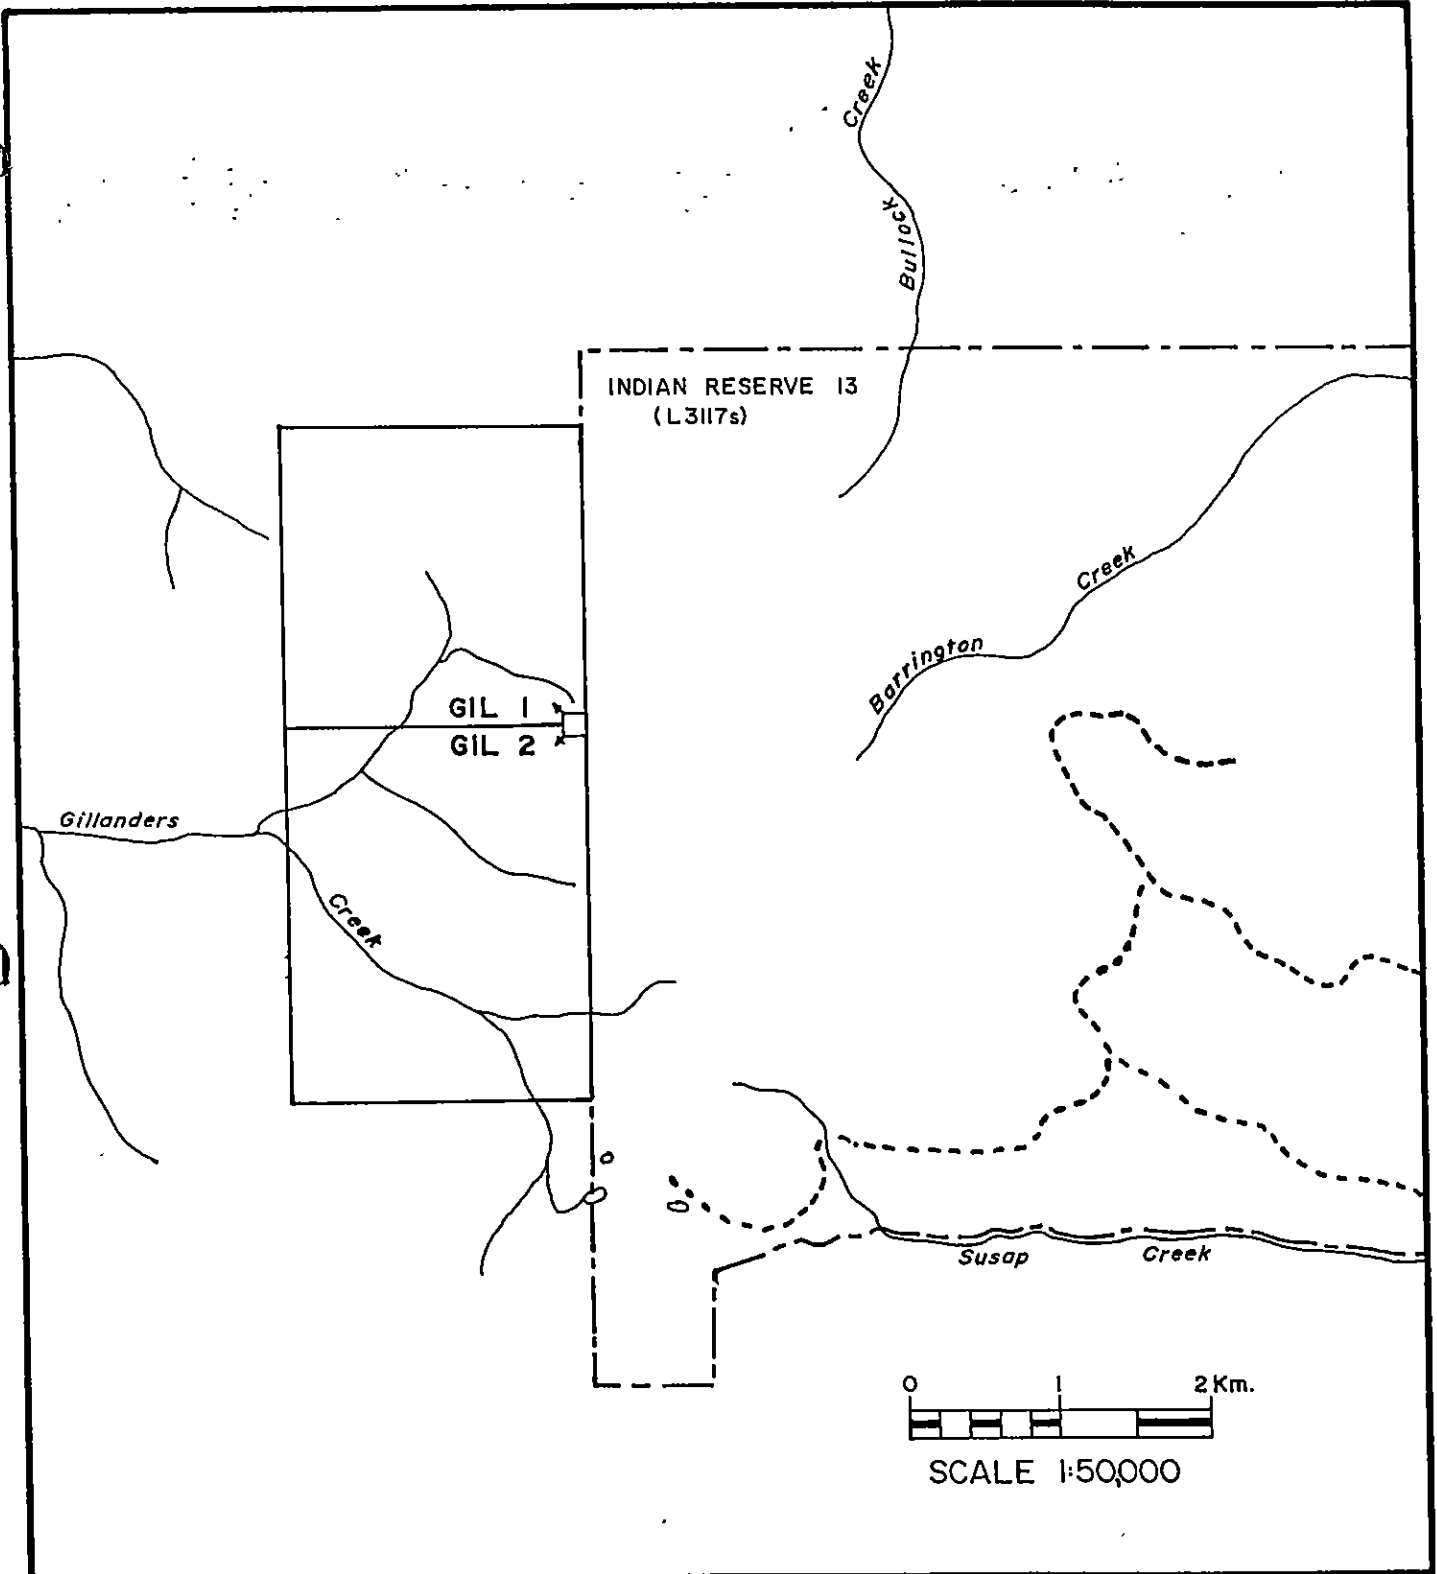 Creek
Bullock
INDIAN RESERVE 13
(L3117s)
Creek
Barrington
GIL 1
GIL 2
Gillanders
Creek
Susap Creek
0 1 2 Km.
SCALE 1:50,000